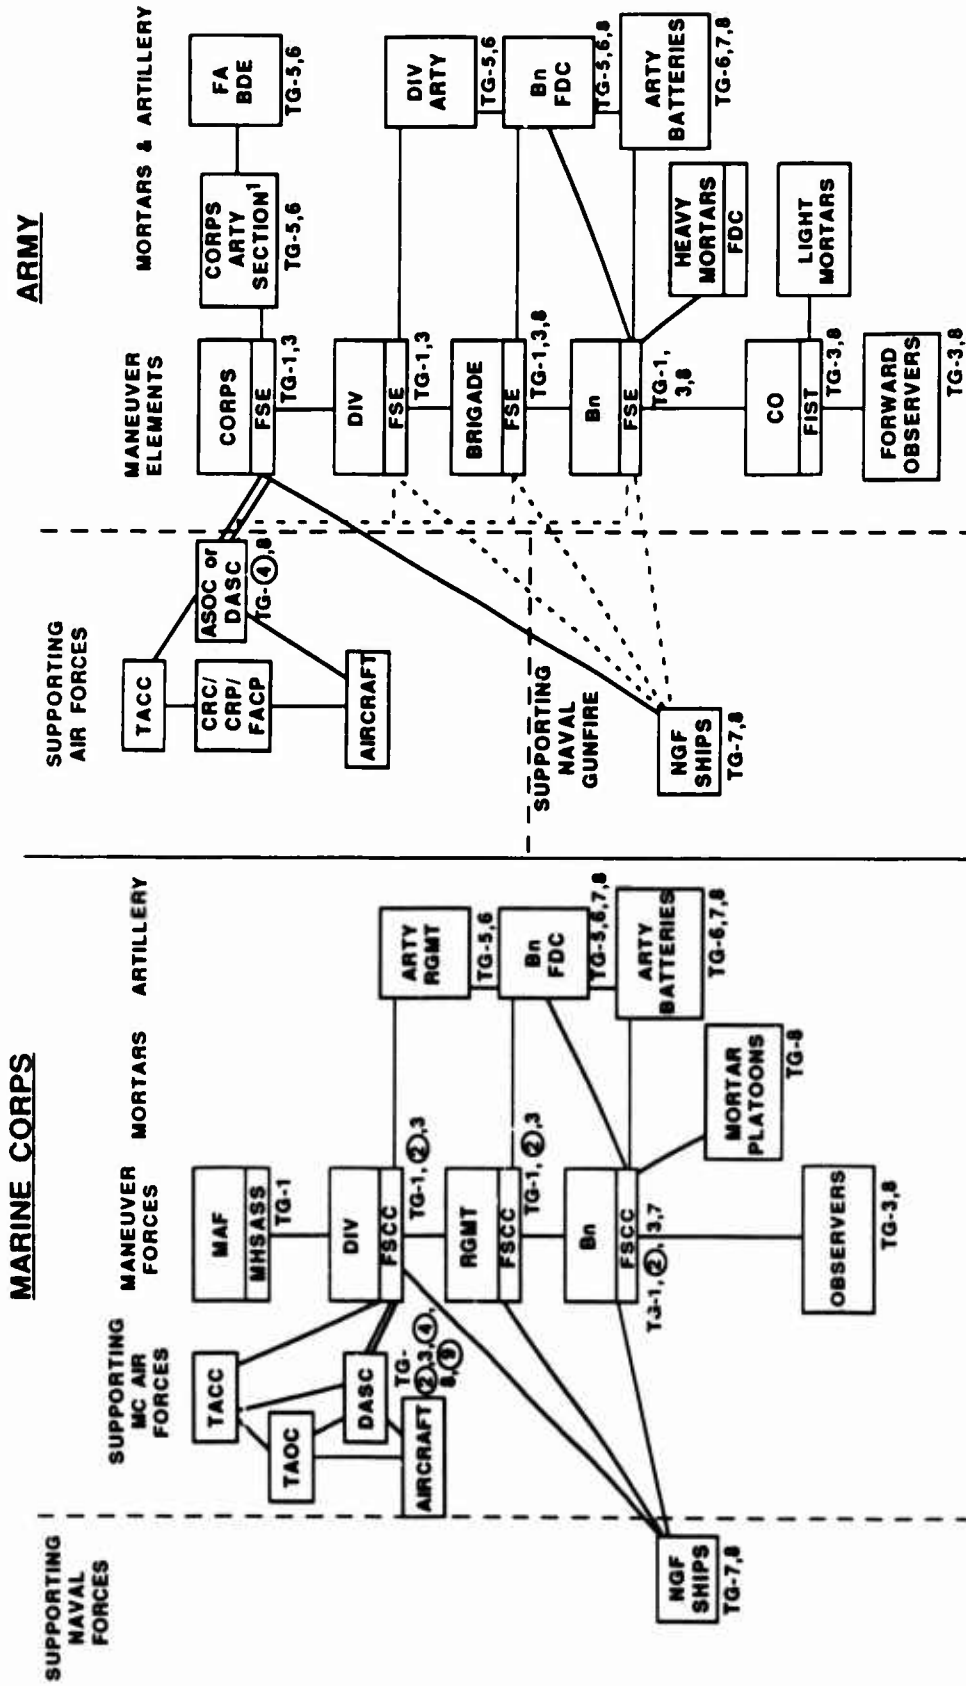 MARINE CORPS
SUPPORTING
NAVAL
FORCES
SUPPORTING
MC AIR
FORCES
MANEUVER
FORCES
MORTARS
ARTILLERY
TACC
TAOC
DASC
TG-
②,3,④,
8,⑨
AIRCRAFT
NGF
SHIPS
TG-7,8
MAF
MHSASS
TG-1
DIV
FSCC
TG-1,②,3
RGMT
FSCC
TG-1,②,3
Bn
FSCC
TG-1,②,3,7
OBSERVERS
TG-3,8
MORTAR
PLATOONS
TG-8
ARTY
RGMT
TG-5,6
Bn
FDC
TG-5,6,7,8
ARTY
BATTERIES
TG-6,7,8
ARMY
SUPPORTING
AIR FORCES
MANEUVER
ELEMENTS
MORTARS & ARTILLERY
TACC
CRC/
CRP/
FACP
AIRCRAFT
ASOC or
DASC
TG-④,8
SUPPORTING
NAVAL
GUNFIRE
NGF
SHIPS
TG-7,8
CORPS
FSE
TG-1,3
DIV
FSE
TG-1,3
BRIGADE
FSE
TG-1,3,8
Bn
FSE
TG-1,
3,8
CO
FIST
TG-3,8
FORWARD
OBSERVERS
TG-3,8
CORPS
ARTY
SECTION¹
TG-5,6
FA
BDE
TG-5,6
DIV
ARTY
TG-5,6
Bn
FDC
TG-5,6,8
ARTY
BATTERIES
TG-6,7,8
HEAVY
MORTARS
FDC
LIGHT
MORTARS